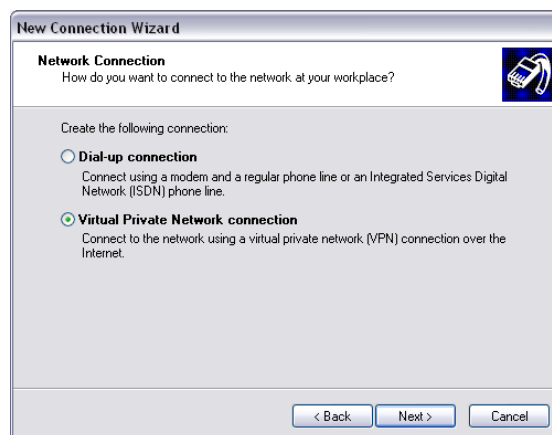 New Connection Wizard
Network Connection
How do you want to connect to the network at your workplace?
Create the following connection:
Dial-up connection
Connect using a modem and a regular phone line or an Integrated Services Digital
Network (ISDN) phone line.
Virtual Private Network connection
Connect to the network using a virtual private network (VPN) connection over the
Internet.
< Back
Next >
Cancel